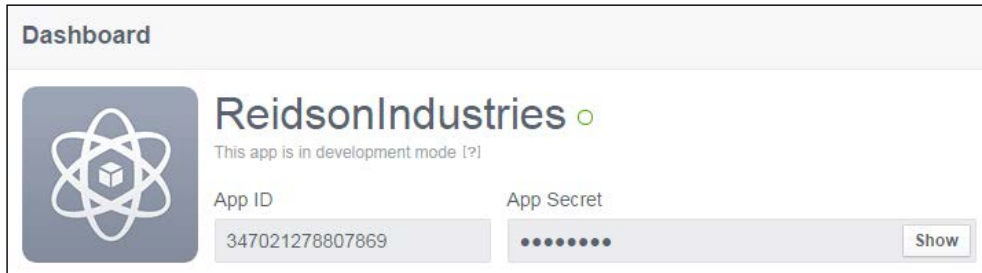 Dashboard
ReidsonIndustries
This app is in development mode [?]
App ID
App Secret
347021278807869
●●●●●●●●
Show